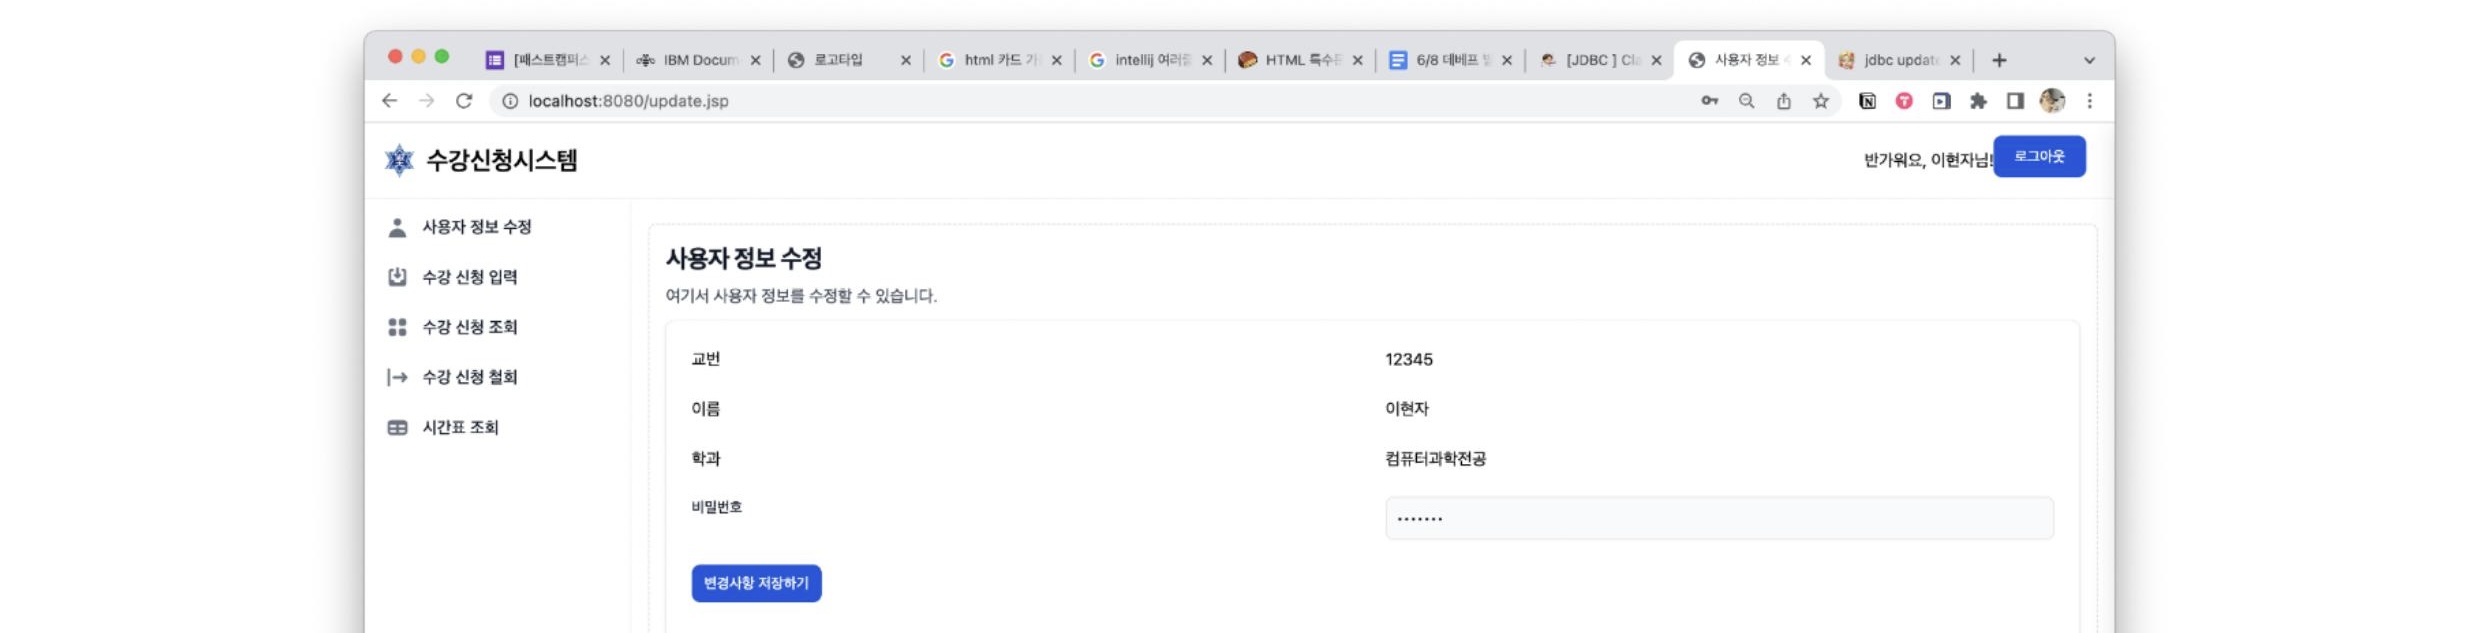 [패스트캠퍼스
IBM Docum
로고타입
html 카드 가
intellij 여러줄
HTML 특수문
6/8 데베프
[JDBC ] Cla
사용자 정보
jdbc update
localhost:8080/update.jsp
수강신청시스템
반가워요, 이현자님!
로그아웃
사용자 정보 수정
수강 신청 입력
수강 신청 조회
수강 신청 철회
시간표 조회
사용자 정보 수정
여기서 사용자 정보를 수정할 수 있습니다.
교번
12345
이름
이현자
학과
컴퓨터과학전공
비밀번호
•••••••
변경사항 저장하기